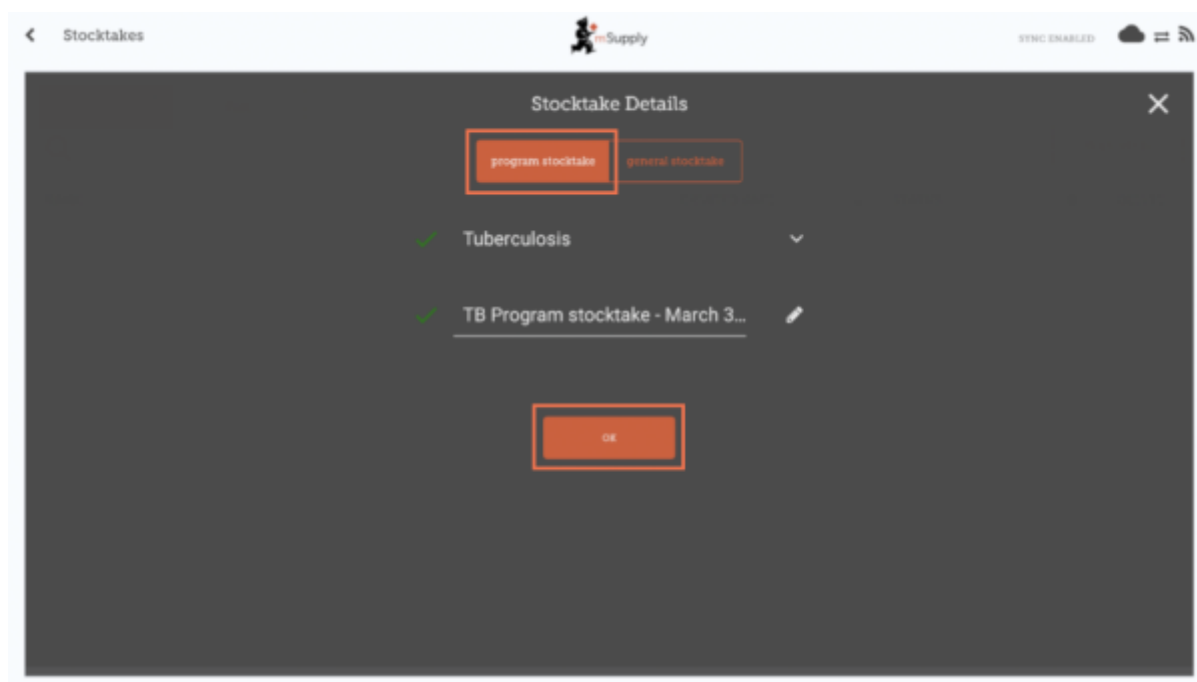 Stocktakes
mSupply
SYNC ENABLED
Stocktake Details
program stocktake
general stocktake
Tuberculosis
TB Program stocktake - March 3...
OK